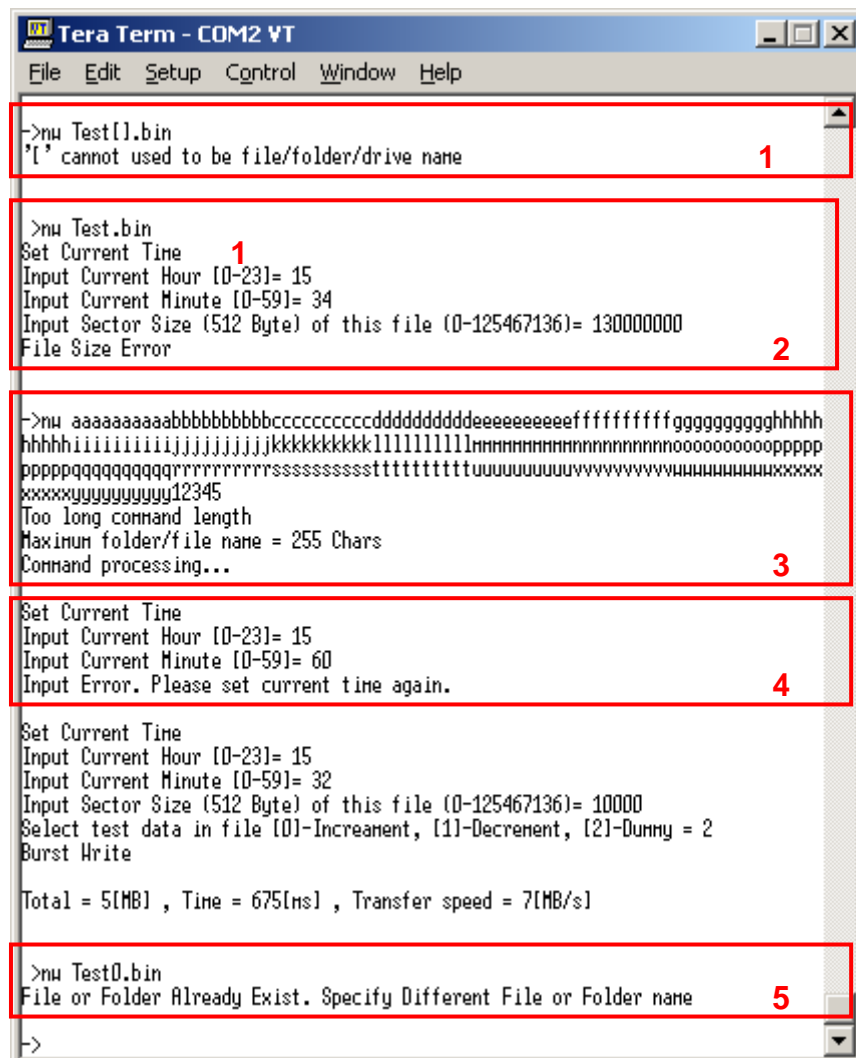 Tera Term - COM2 VT
File Edit Setup Control Window Help
->nw Test[].bin
'[' cannot used to be file/folder/drive name
1
>nw Test.bin
Set Current Time
1
Input Current Hour [0-23]= 15
Input Current Minute [0-59]= 34
Input Sector Size (512 Byte) of this file (0-125467136)= 130000000
File Size Error
2
->nw aaaaaaaaaabbbbbbbbbbccccccccccddddddddddeeeeeeeeeeffffffffffgggggggggghhhhh
hhhhhiiiiiiiiiijjjjjjjjjjkkkkkkkkkkllllllllllmmmmmmmmmmnnnnnnnnnnooooooooooppppp
pppppqqqqqqqqqqrrrrrrrrrrssssssssssttttttttttuuuuuuuuuuvvvvvvvvvvwwwwwwwwwwxxxxx
xxxxxyyyyyyyyyy12345
Too long command length
Maximum folder/file name = 255 Chars
Command processing...
3
Set Current Time
Input Current Hour [0-23]= 15
Input Current Minute [0-59]= 60
Input Error. Please set current time again.
4
Set Current Time
Input Current Hour [0-23]= 15
Input Current Minute [0-59]= 32
Input Sector Size (512 Byte) of this file (0-125467136)= 10000
Select test data in file [0]-Increament, [1]-Decrement, [2]-Dummy = 2
Burst Write
Total = 5[MB] , Time = 675[ms] , Transfer speed = 7[MB/s]
>nw Test0.bin
File or Folder Already Exist. Specify Different File or Folder name
5
->